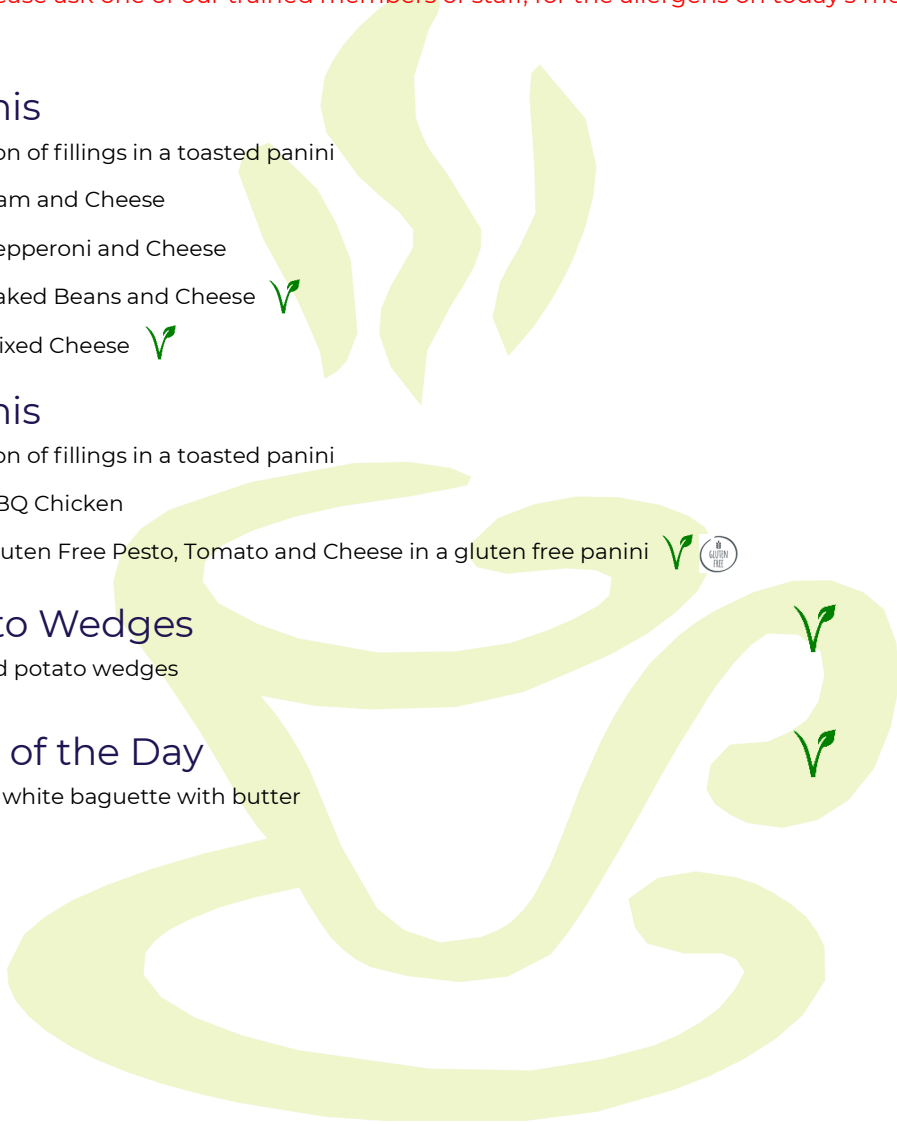 ease ask one of our trained members of staff, for the allergens on today's me
nis
on of fillings in a toasted panini
am and Cheese
epperoni and Cheese
aked Beans and Cheese
ixed Cheese
nis
on of fillings in a toasted panini
BQ Chicken
uten Free Pesto, Tomato and Cheese in a gluten free panini
GLUTEN
FREE
to Wedges
d potato wedges
of the Day
white baguette with butter